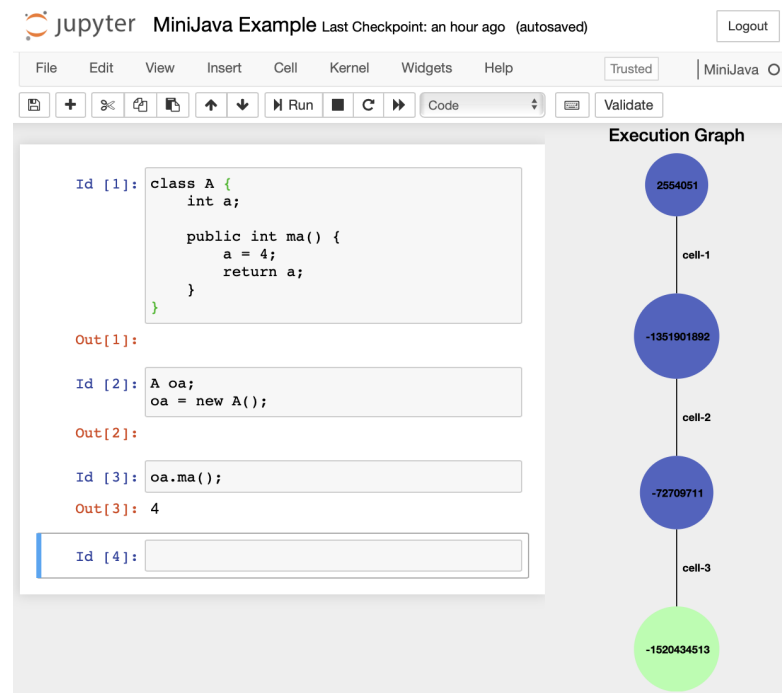 jupyter MiniJava Example Last Checkpoint: an hour ago (autosaved) Logout
File Edit View Insert Cell Kernel Widgets Help Trusted MiniJava
Run Code Validate
Execution Graph
Id [1]: class A {
int a;
public int ma() {
a = 4;
return a;
}
}
Out[1]:
Id [2]: A oa;
oa = new A();
Out[2]:
Id [3]: oa.ma();
Out[3]: 4
Id [4]:
2554051
cell-1
-1351901892
cell-2
-72709711
cell-3
-1520434513